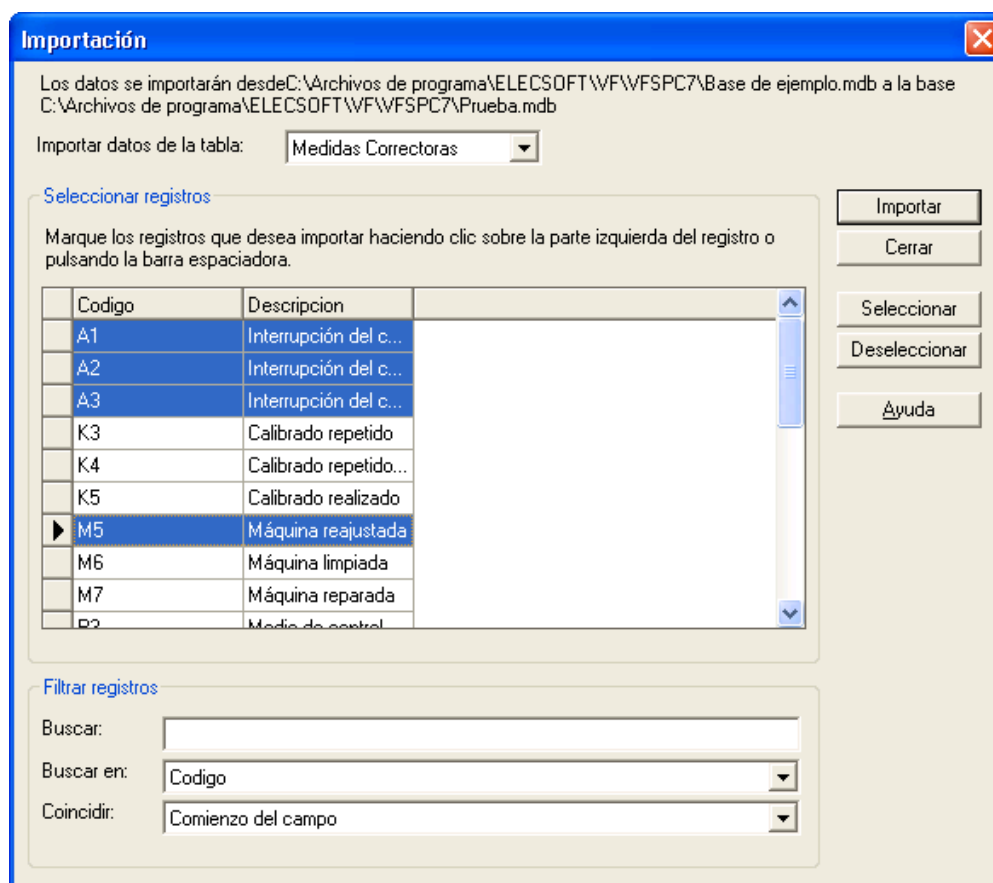 Importación
Los datos se importarán desdeC:\Archivos de programa\ELECSOFT\VF\VFSPC7\Base de ejemplo.mdb a la base
C:\Archivos de programa\ELECSOFT\VF\VFSPC7\Prueba.mdb
Importar datos de la tabla: Medidas Correctoras
Seleccionar registros
Marque los registros que desea importar haciendo clic sobre la parte izquierda del registro o
pulsando la barra espaciadora.
Codigo Descripcion
A1 Interrupción del c...
A2 Interrupción del c...
A3 Interrupción del c...
K3 Calibrado repetido
K4 Calibrado repetido...
K5 Calibrado realizado
M5 Máquina reajustada
M6 Máquina limpiada
M7 Máquina reparada
Medio de control
Importar
Cerrar
Seleccionar
Deseleccionar
Ayuda
Filtrar registros
Buscar:
Buscar en: Codigo
Coincidir: Comienzo del campo